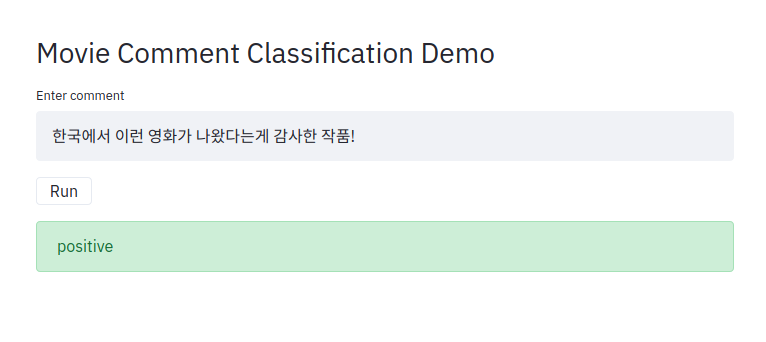 Movie Comment Classification Demo
Enter comment
한국에서 이런 영화가 나왔다는게 감사한 작품!
Run
positive